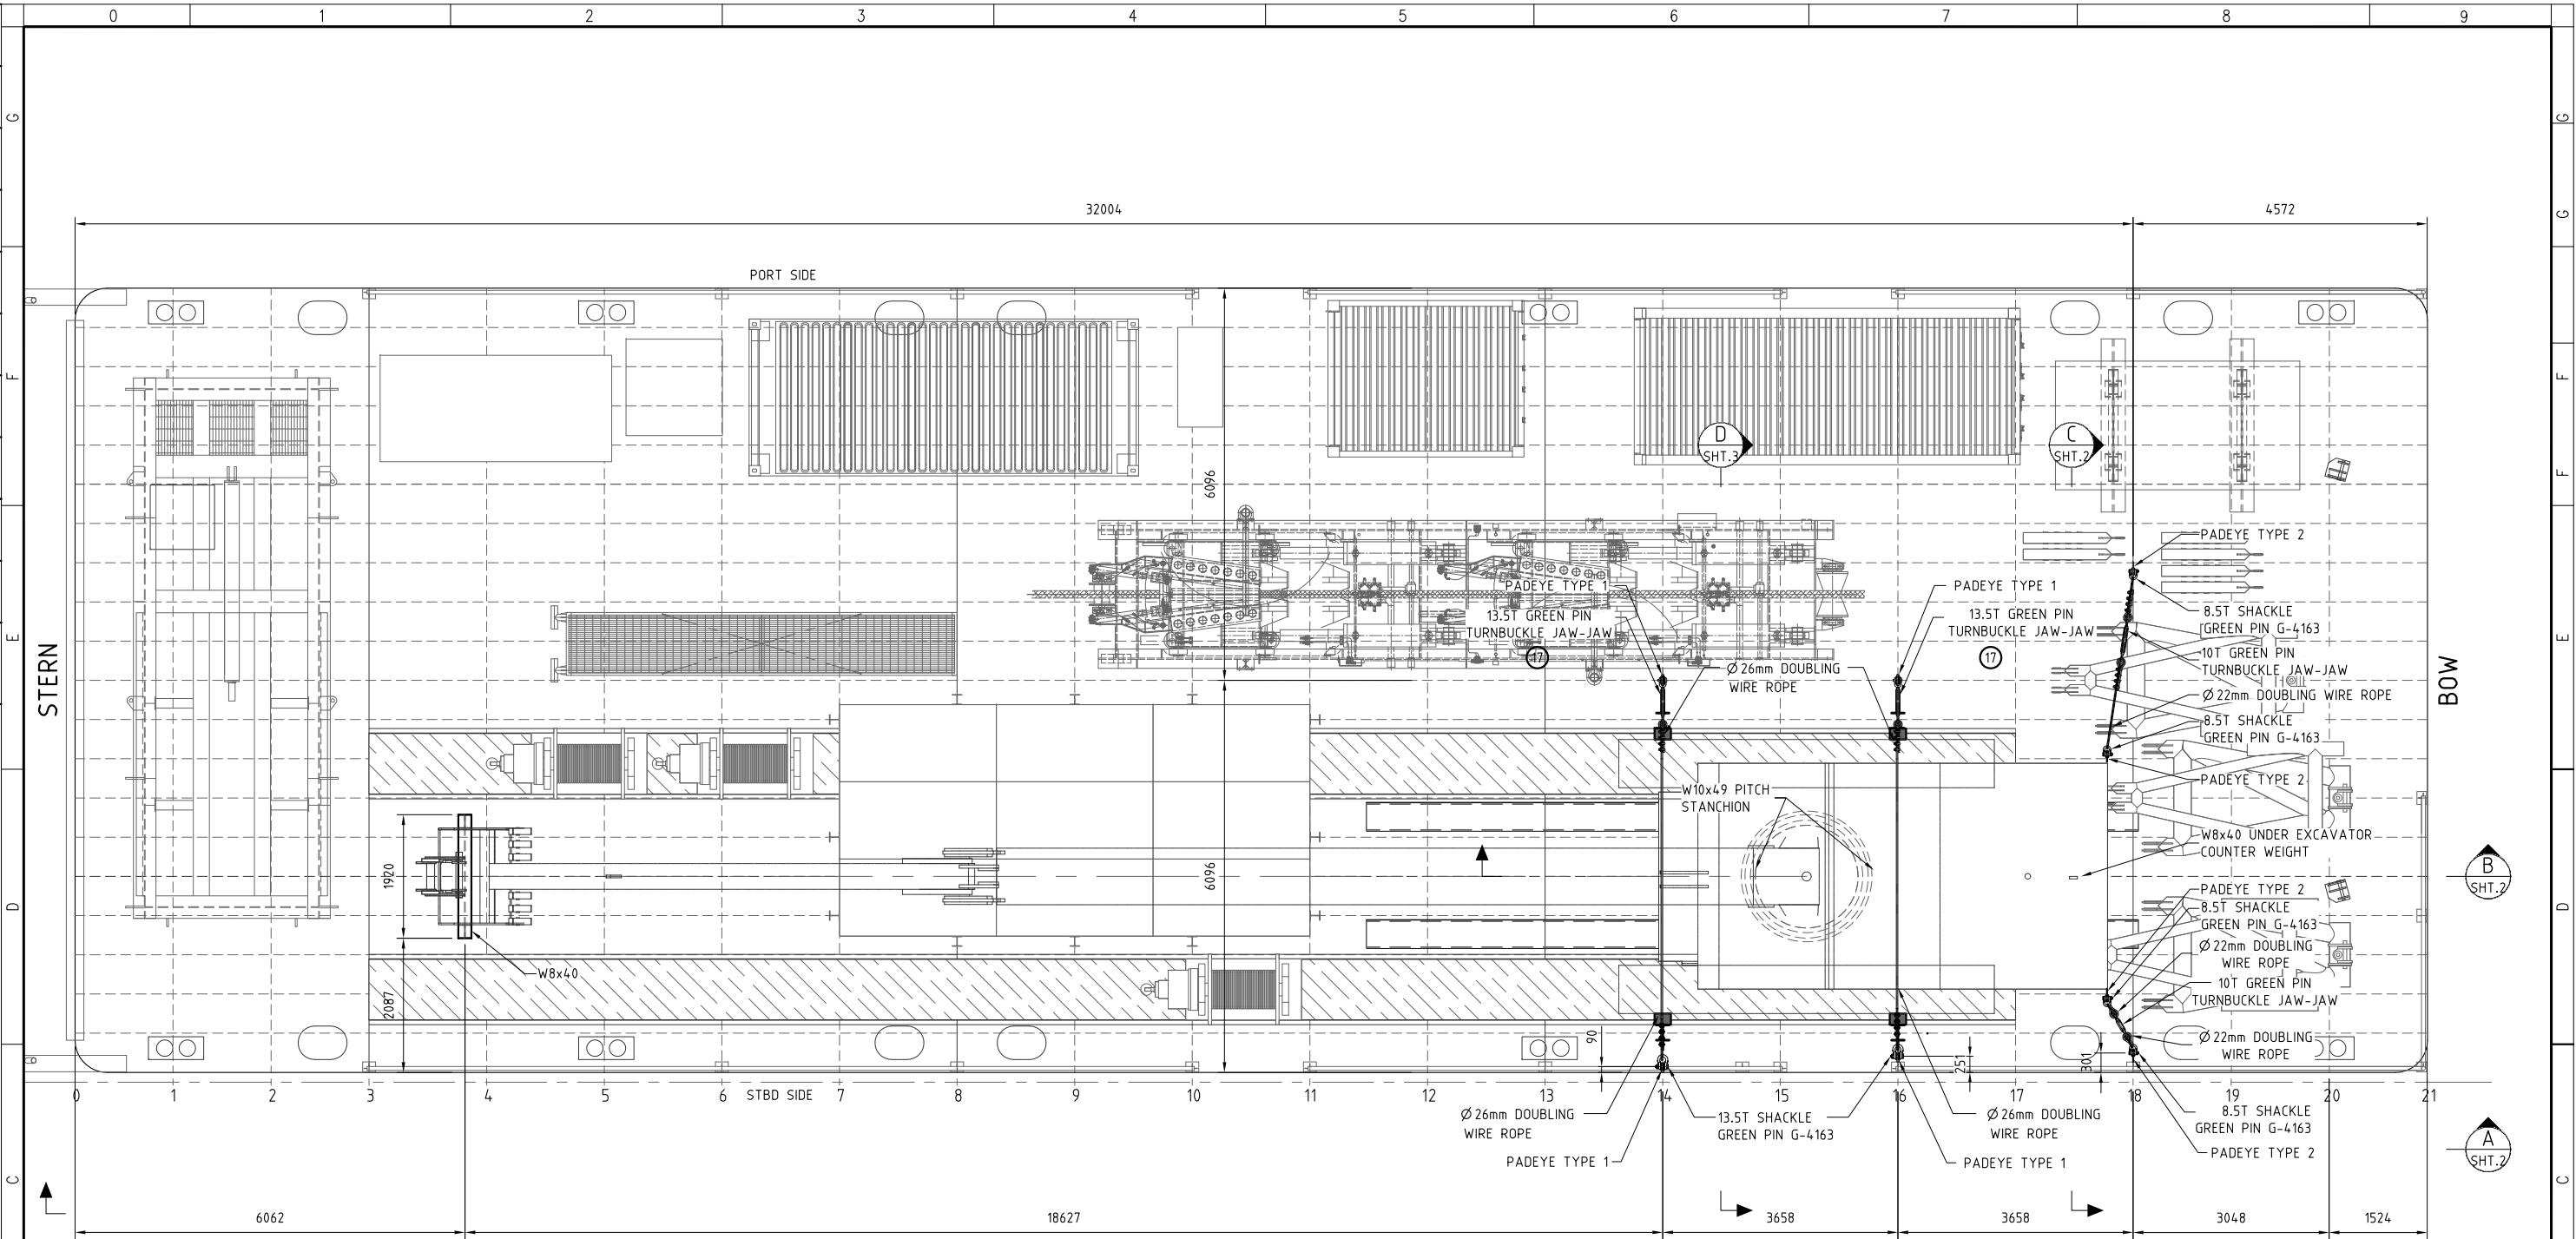 0 1 2 3 4 5 6 7 8 9
G
G
32004
4572
G
G
PORT SIDE
F
F
D
SHT.3
C
SHT.2
F
6096
PADEYE TYPE 2
PADEYE TYPE 1
PADEYE TYPE 1
13.5T GREEN PIN
TURNBUCKLE JAW-JAW
13.5T GREEN PIN
TURNBUCKLE JAW-JAW
8.5T SHACKLE
GREEN PIN G-4163
E
E
STERN
BOW
17
17
10T GREEN PIN
TURNBUCKLE JAW-JAW
Ø26mm DOUBLING
WIRE ROPE
Ø22mm DOUBLING WIRE ROPE
8.5T SHACKLE
GREEN PIN G-4163
PADEYE TYPE 2
W10x49 PITCH
STANCHION
W8x40 UNDER EXCAVATOR
COUNTER WEIGHT
1920
6096
B
SHT.2
D
D
PADEYE TYPE 2
8.5T SHACKLE
GREEN PIN G-4163
Ø22mm DOUBLING
WIRE ROPE
W8x40
10T GREEN PIN
TURNBUCKLE JAW-JAW
2087
90
251
301
Ø22mm DOUBLING
WIRE ROPE
0 1 2 3 4 5 6 STBD SIDE 7 8 9 10 11 12 13 14 15 16 17 18 19 20 21
Ø26mm DOUBLING
WIRE ROPE
13.5T SHACKLE
GREEN PIN G-4163
Ø26mm DOUBLING
WIRE ROPE
8.5T SHACKLE
GREEN PIN G-4163
PADEYE TYPE 1
PADEYE TYPE 1
PADEYE TYPE 2
A
SHT.2
C
C
6062
18627
3658
3658
3048
1524